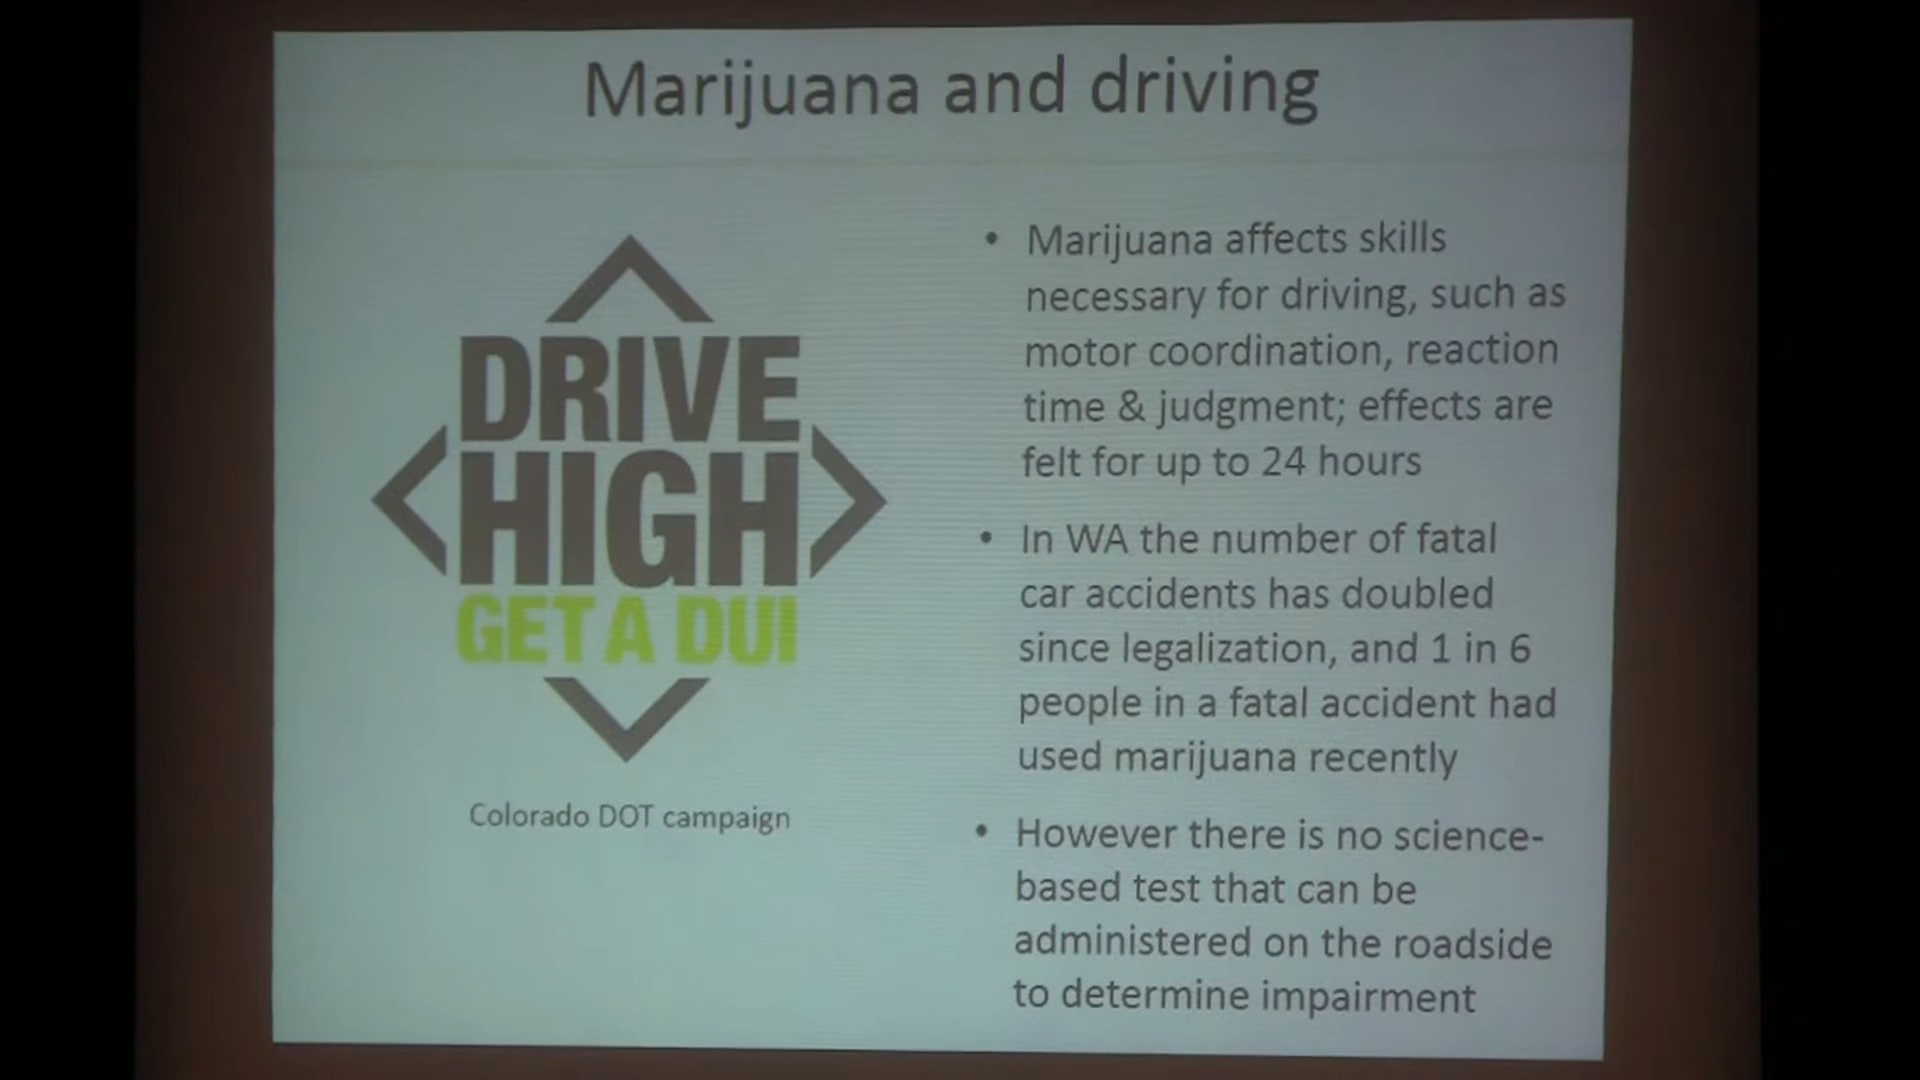 Marijuana and driving
DRIVE
HIGH
GET A DUI
Colorado DOT campaign
• Marijuana affects skills
necessary for driving, such as
motor coordination, reaction
time & judgment; effects are
felt for up to 24 hours
• In WA the number of fatal
car accidents has doubled
since legalization, and 1 in 6
people in a fatal accident had
used marijuana recently
• However there is no science-
based test that can be
administered on the roadside
to determine impairment